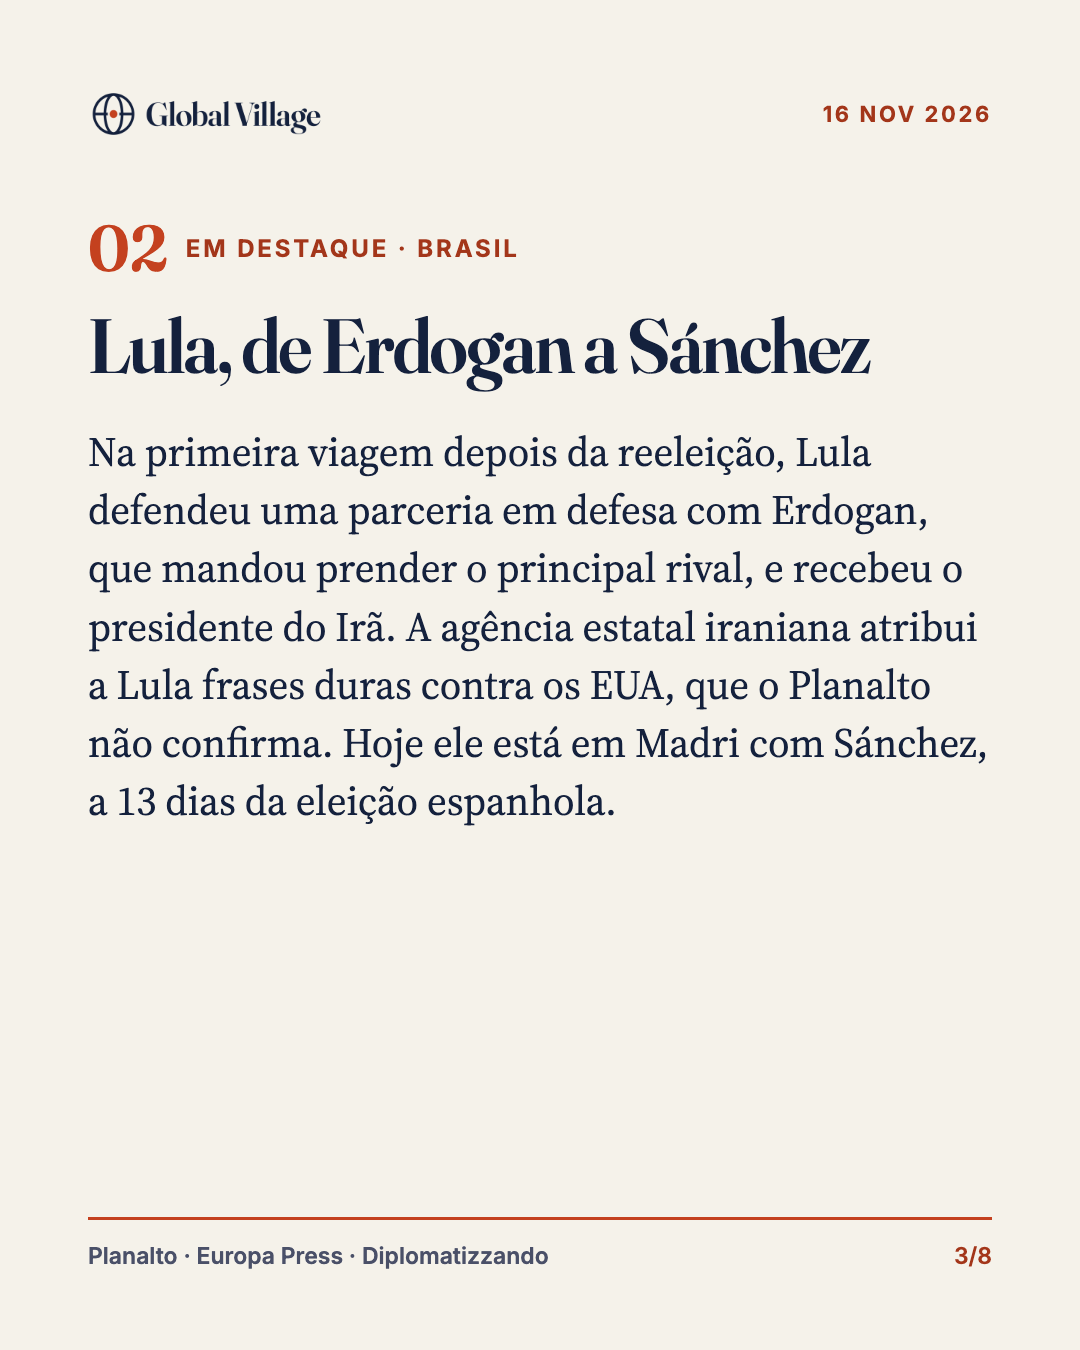 Global Village
16 NOV 2026
02 EM DESTAQUE · BRASIL
Lula, de Erdogan a Sánchez
Na primeira viagem depois da reeleição, Lula
defendeu uma parceria em defesa com Erdogan,
que mandou prender o principal rival, e recebeu o
presidente do Irã. A agência estatal iraniana atribui
a Lula frases duras contra os EUA, que o Planalto
não confirma. Hoje ele está em Madri com Sánchez,
a 13 dias da eleição espanhola.
Planalto · Europa Press · Diplomatizzando
3/8